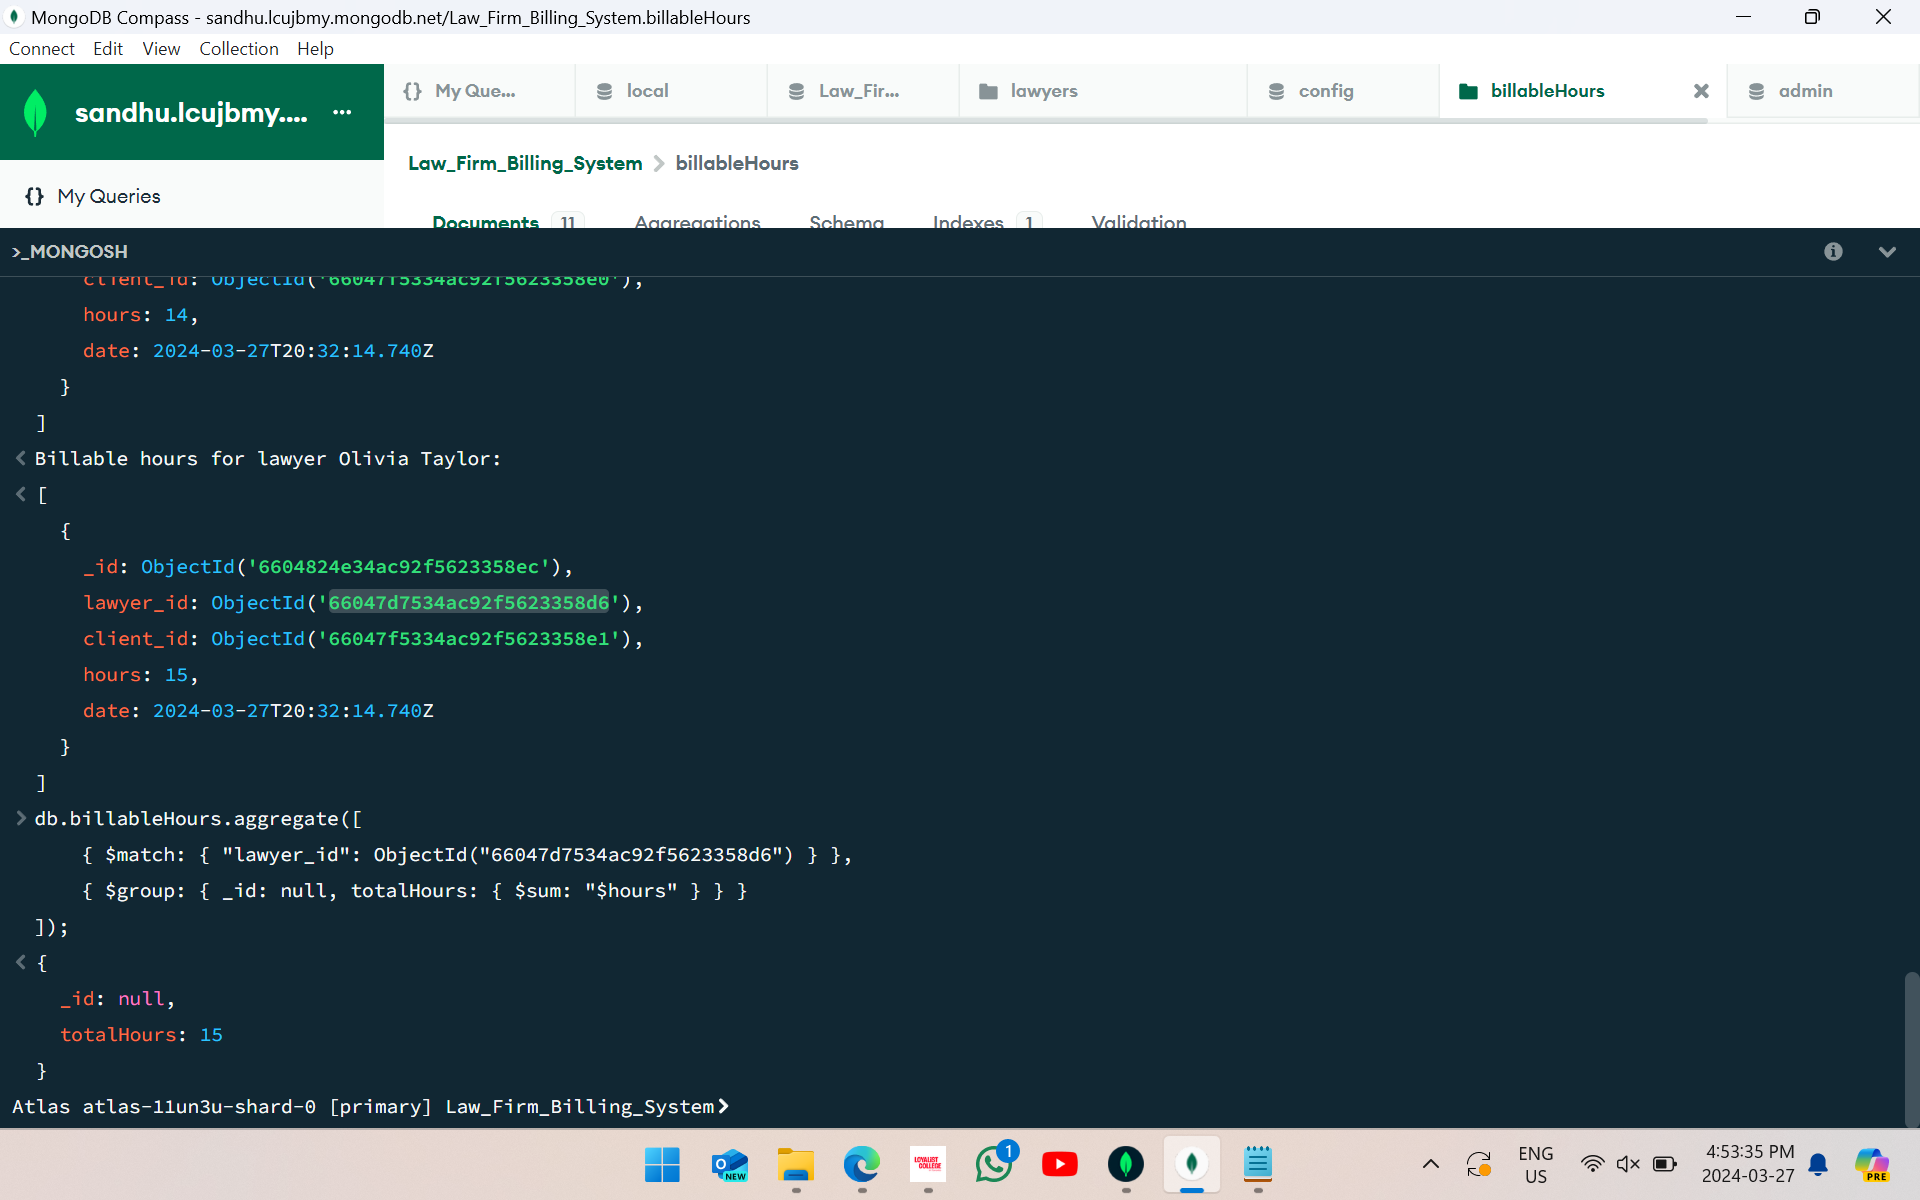 MongoDB Compass - sandhu.lcujbmy.mongodb.net/Law_Firm_Billing_System.billableHours
Connect Edit View Collection Help
sandhu.lcujbmy....
My Que...
local
Law_Fir...
lawyers
config
billableHours
admin
Law_Firm_Billing_System > billableHours
{} My Queries
Documents 11 Aggregations Schema Indexes 1 Validation
>_MONGOSH
client_id: ObjectId('66047f5334ac92f5623358e0'),
hours: 14,
date: 2024-03-27T20:32:14.740Z
}
]
< Billable hours for lawyer Olivia Taylor:
< [
{
_id: ObjectId('6604824e34ac92f5623358ec'),
lawyer_id: ObjectId('66047d7534ac92f5623358d6'),
client_id: ObjectId('66047f5334ac92f5623358e1'),
hours: 15,
date: 2024-03-27T20:32:14.740Z
}
]
> db.billableHours.aggregate([
{ $match: { "lawyer_id": ObjectId("66047d7534ac92f5623358d6") } },
{ $group: { _id: null, totalHours: { $sum: "$hours" } } }
]);
< {
_id: null,
totalHours: 15
}
Atlas atlas-11un3u-shard-0 [primary] Law_Firm_Billing_System>
NEW
LOYALIST
COLLEGE
1
ENG
US
4:53:35 PM
2024-03-27
PRE